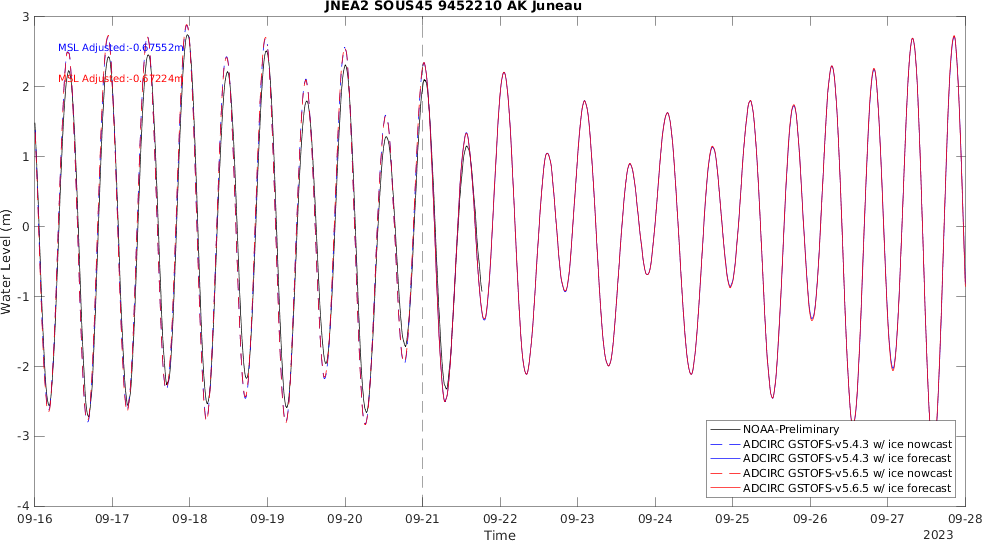 JNEA2 SOUS45 9452210 AK Juneau
MSL Adjusted:-0.67552m
MSL Adjusted:-0.67224m
Water Level (m)
3
2
1
0
-1
-2
-3
-4
09-16 09-17 09-18 09-19 09-20 09-21 09-22 09-23 09-24 09-25 09-26 09-27 09-28
Time
2023
NOAA-Preliminary
ADCIRC GSTOFS-v5.4.3 w/ ice nowcast
ADCIRC GSTOFS-v5.4.3 w/ ice forecast
ADCIRC GSTOFS-v5.6.5 w/ ice nowcast
ADCIRC GSTOFS-v5.6.5 w/ ice forecast